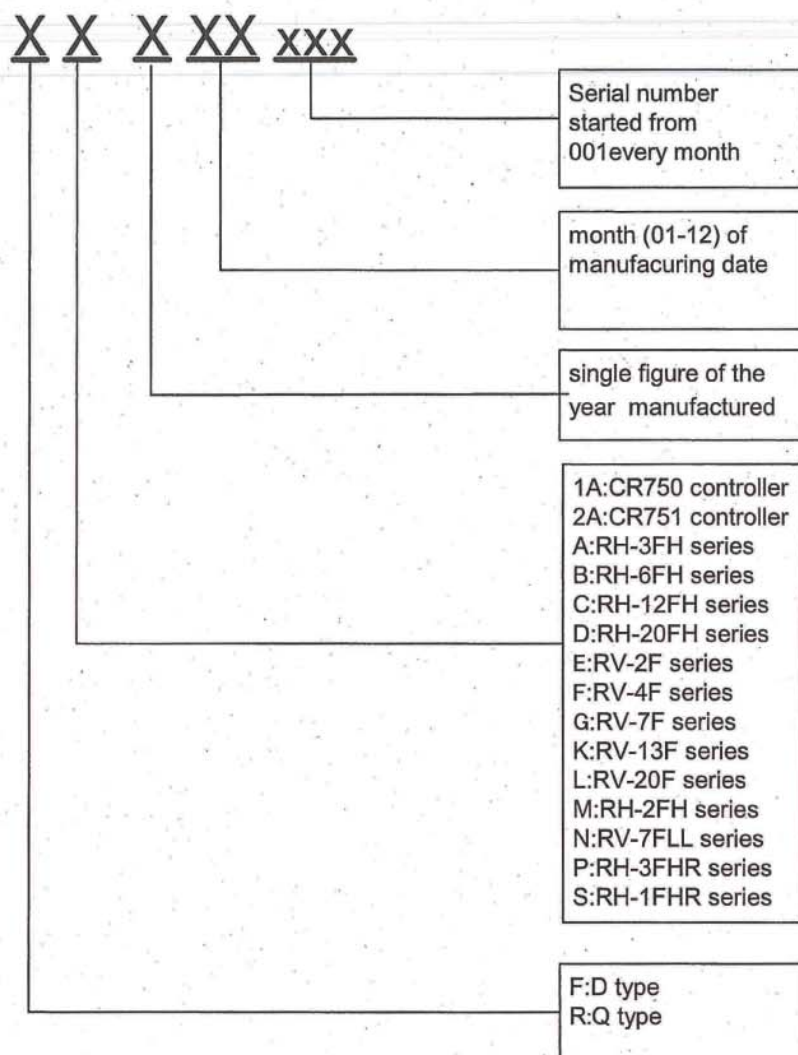 X X X XX XXX
Serial number
started from
001every month
month (01-12) of
manufacuring date
single figure of the
year manufactured
1A:CR750 controller
2A:CR751 controller
A:RH-3FH series
B:RH-6FH series
C:RH-12FH series
D:RH-20FH series
E:RV-2F series
F:RV-4F series
G:RV-7F series
K:RV-13F series
L:RV-20F series
M:RH-2FH series
N:RV-7FLL series
P:RH-3FHR series
S:RH-1FHR series
F:D type
R:Q type